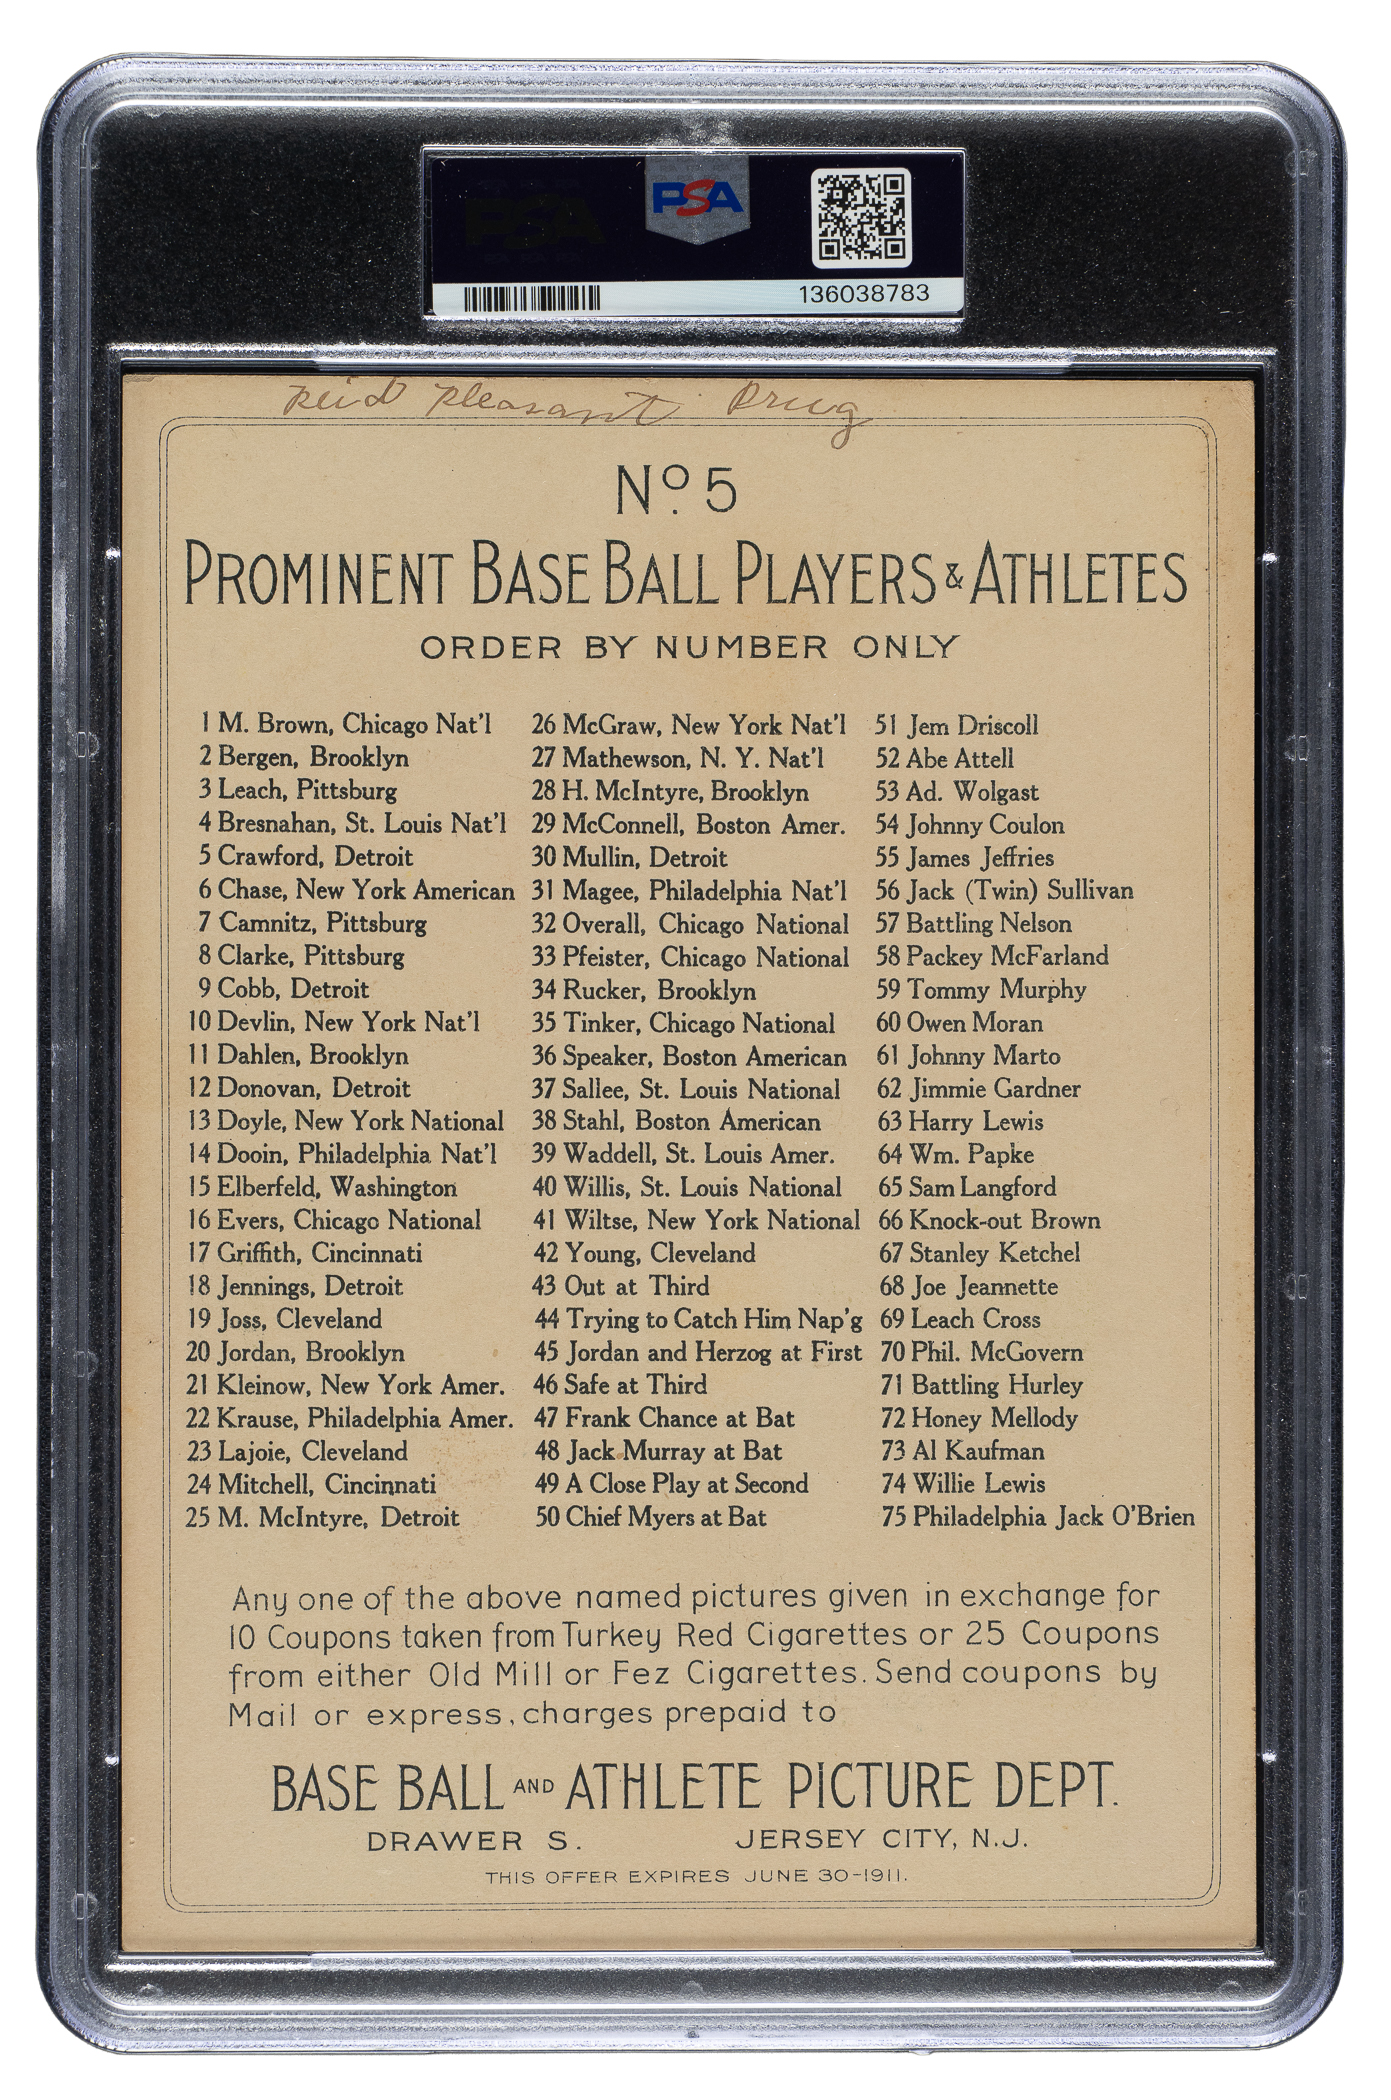 PSA
136038783
Reid Pleasant Drug
No. 5
PROMINENT BASE BALL PLAYERS & ATHLETES
ORDER BY NUMBER ONLY
1 M. Brown, Chicago Nat'l
2 Bergen, Brooklyn
3 Leach, Pittsburg
4 Bresnahan, St. Louis Nat'l
5 Crawford, Detroit
6 Chase, New York American
7 Camnitz, Pittsburg
8 Clarke, Pittsburg
9 Cobb, Detroit
10 Devlin, New York Nat'l
11 Dahlen, Brooklyn
12 Donovan, Detroit
13 Doyle, New York National
14 Dooin, Philadelphia Nat'l
15 Elberfeld, Washington
16 Evers, Chicago National
17 Griffith, Cincinnati
18 Jennings, Detroit
19 Joss, Cleveland
20 Jordan, Brooklyn
21 Kleinow, New York Amer.
22 Krause, Philadelphia Amer.
23 Lajoie, Cleveland
24 Mitchell, Cincinnati
25 M. McIntyre, Detroit
26 McGraw, New York Nat'l
27 Mathewson, N. Y. Nat'l
28 H. McIntyre, Brooklyn
29 McConnell, Boston Amer.
30 Mullin, Detroit
31 Magee, Philadelphia Nat'l
32 Overall, Chicago National
33 Pfeister, Chicago National
34 Rucker, Brooklyn
35 Tinker, Chicago National
36 Speaker, Boston American
37 Sallee, St. Louis National
38 Stahl, Boston American
39 Waddell, St. Louis Amer.
40 Willis, St. Louis National
41 Wiltse, New York National
42 Young, Cleveland
43 Out at Third
44 Trying to Catch Him Nap'g
45 Jordan and Herzog at First
46 Safe at Third
47 Frank Chance at Bat
48 Jack Murray at Bat
49 A Close Play at Second
50 Chief Myers at Bat
51 Jem Driscoll
52 Abe Attell
53 Ad. Wolgast
54 Johnny Coulon
55 James Jeffries
56 Jack (Twin) Sullivan
57 Battling Nelson
58 Packey McFarland
59 Tommy Murphy
60 Owen Moran
61 Johnny Marto
62 Jimmie Gardner
63 Harry Lewis
64 Wm. Papke
65 Sam Langford
66 Knock-out Brown
67 Stanley Ketchel
68 Joe Jeannette
69 Leach Cross
70 Phil. McGovern
71 Battling Hurley
72 Honey Mellody
73 Al Kaufman
74 Willie Lewis
75 Philadelphia Jack O'Brien
Any one of the above named pictures given in exchange for
10 Coupons taken from Turkey Red Cigarettes or 25 Coupons
from either Old Mill or Fez Cigarettes. Send coupons by
Mail or express, charges prepaid to
BASE BALL AND ATHLETE PICTURE DEPT.
DRAWER S. JERSEY CITY, N.J.
THIS OFFER EXPIRES JUNE 30-1911.